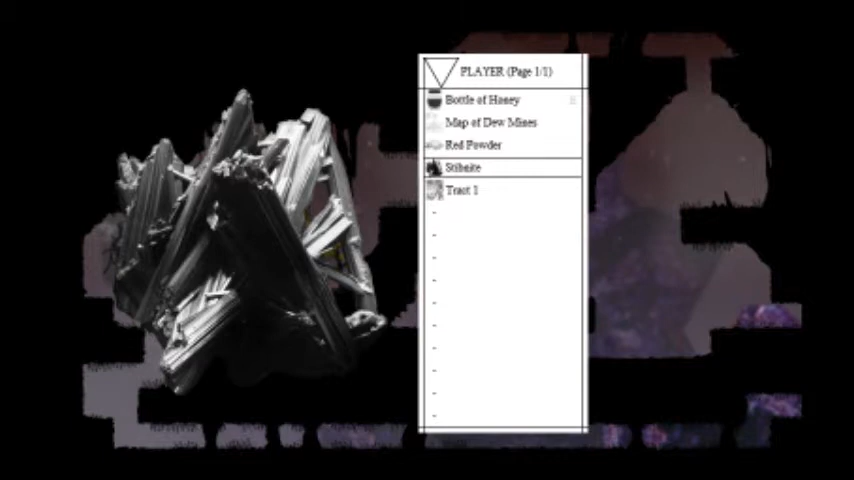 PLAYER (Page 1/1)
Bottle of Honey
Map of Dew Mines
Red Powder
Stibnite
Tract 1